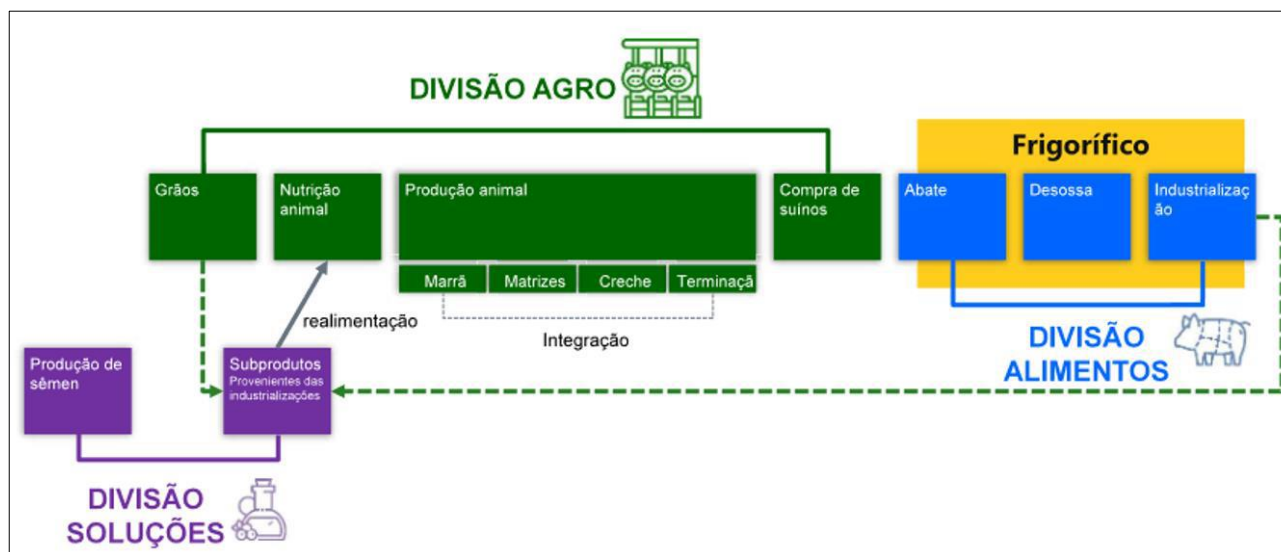 DIVISÃO AGRO
Frigorífico
Grãos
Nutrição
animal
Produção animal
Compra de
suínos
Abate
Desossa
Industrializaç
ão
Marrã
Matrizes
Creche
Terminaçã
realimentação
Integração
DIVISÃO
ALIMENTOS
Produção de
sêmen
Subprodutos
Provenientes das
industrializações
DIVISÃO
SOLUÇÕES